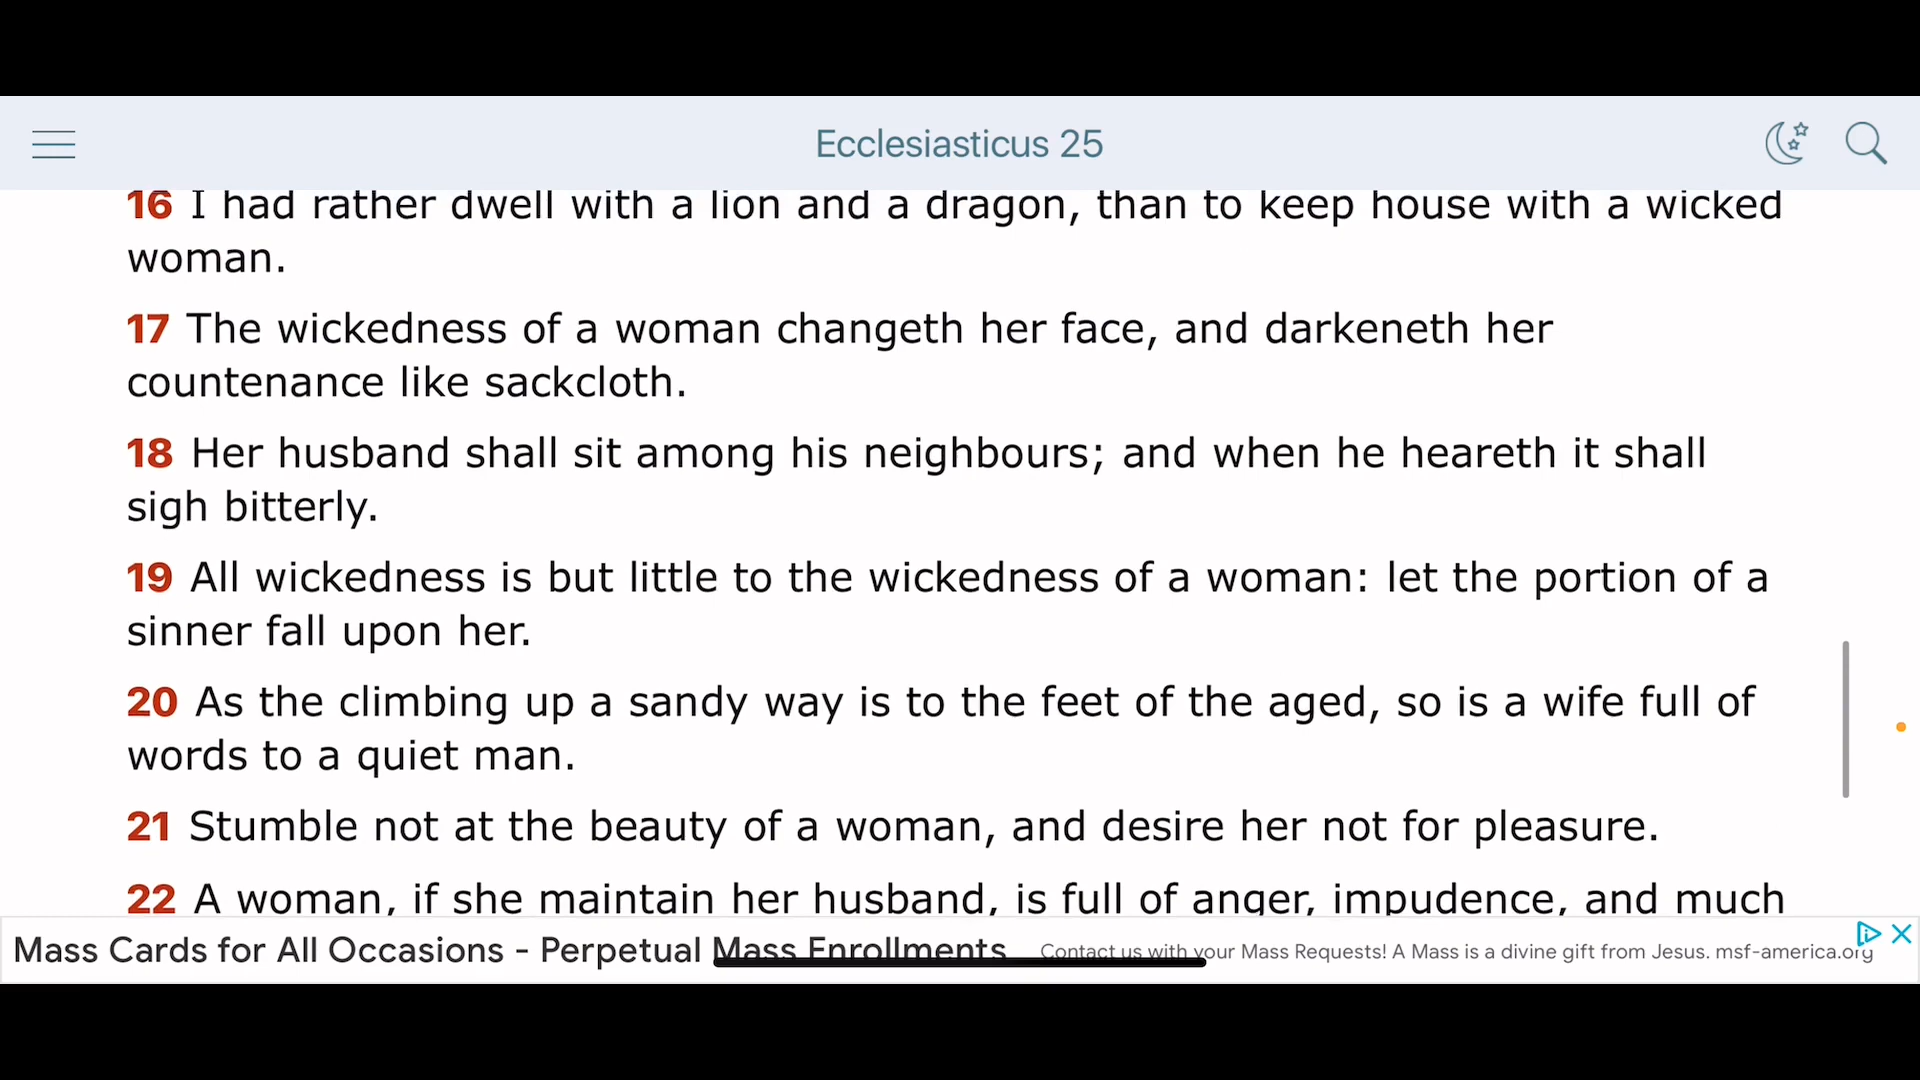 Ecclesiasticus 25
16 I had rather dwell with a lion and a dragon, than to keep house with a wicked
woman.
17 The wickedness of a woman changeth her face, and darkeneth her
countenance like sackcloth.
18 Her husband shall sit among his neighbours; and when he heareth it shall
sigh bitterly.
19 All wickedness is but little to the wickedness of a woman: let the portion of a
sinner fall upon her.
20 As the climbing up a sandy way is to the feet of the aged, so is a wife full of
words to a quiet man.
21 Stumble not at the beauty of a woman, and desire her not for pleasure.
22 A woman, if she maintain her husband, is full of anger, impudence, and much
Mass Cards for All Occasions - Perpetual Mass Enrollments Contact us with your Mass Requests! A Mass is a divine gift from Jesus. msf-america.org